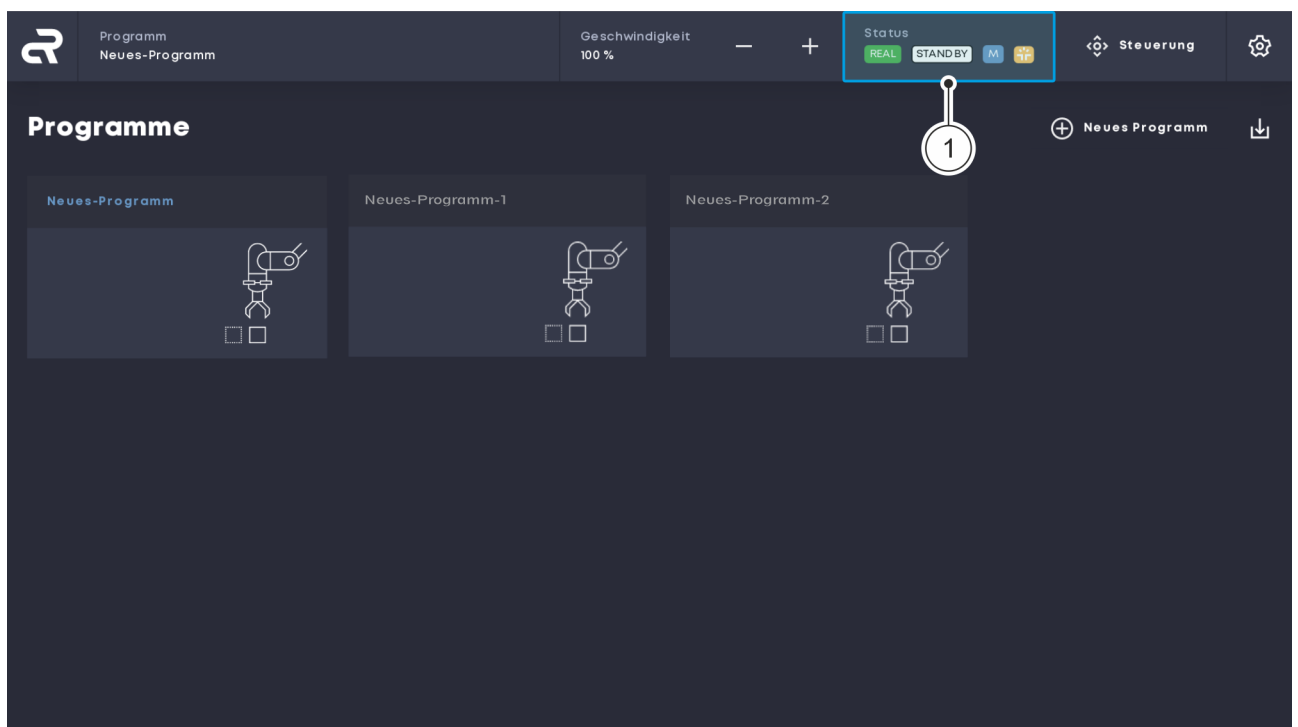 Programm
Neues-Programm
Geschwindigkeit
100 %
Status
REAL STANDBY M
Steuerung
1
Programme
Neues Programm
Neues-Programm
Neues-Programm-1
Neues-Programm-2